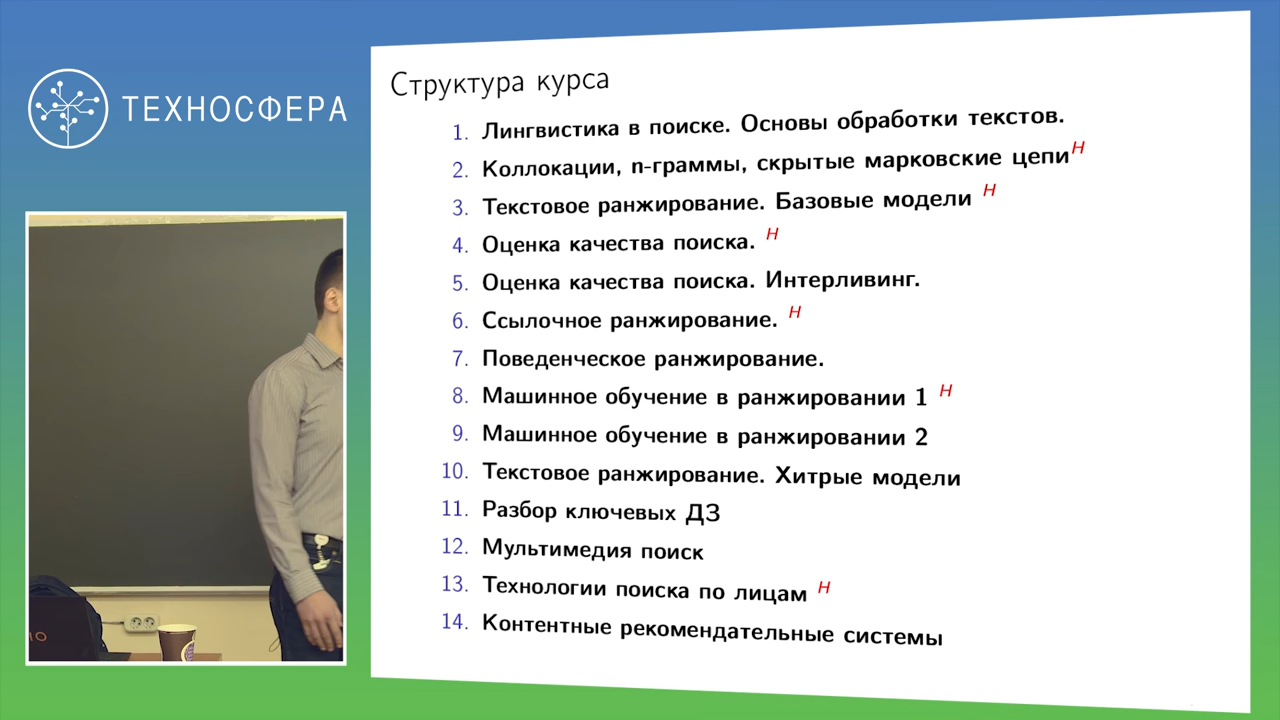 ТЕХНОСФЕРА
Структура курса
1. Лингвистика в поиске. Основы обработки текстов.
2. Коллокации, n-граммы, скрытые марковские цепи H
3. Текстовое ранжирование. Базовые модели H
4. Оценка качества поиска. H
5. Оценка качества поиска. Интерливинг.
6. Ссылочное ранжирование. H
7. Поведенческое ранжирование.
8. Машинное обучение в ранжировании 1 H
9. Машинное обучение в ранжировании 2
10. Текстовое ранжирование. Хитрые модели
11. Разбор ключевых ДЗ
12. Мультимедия поиск
13. Технологии поиска по лицам H
14. Контентные рекомендательные системы